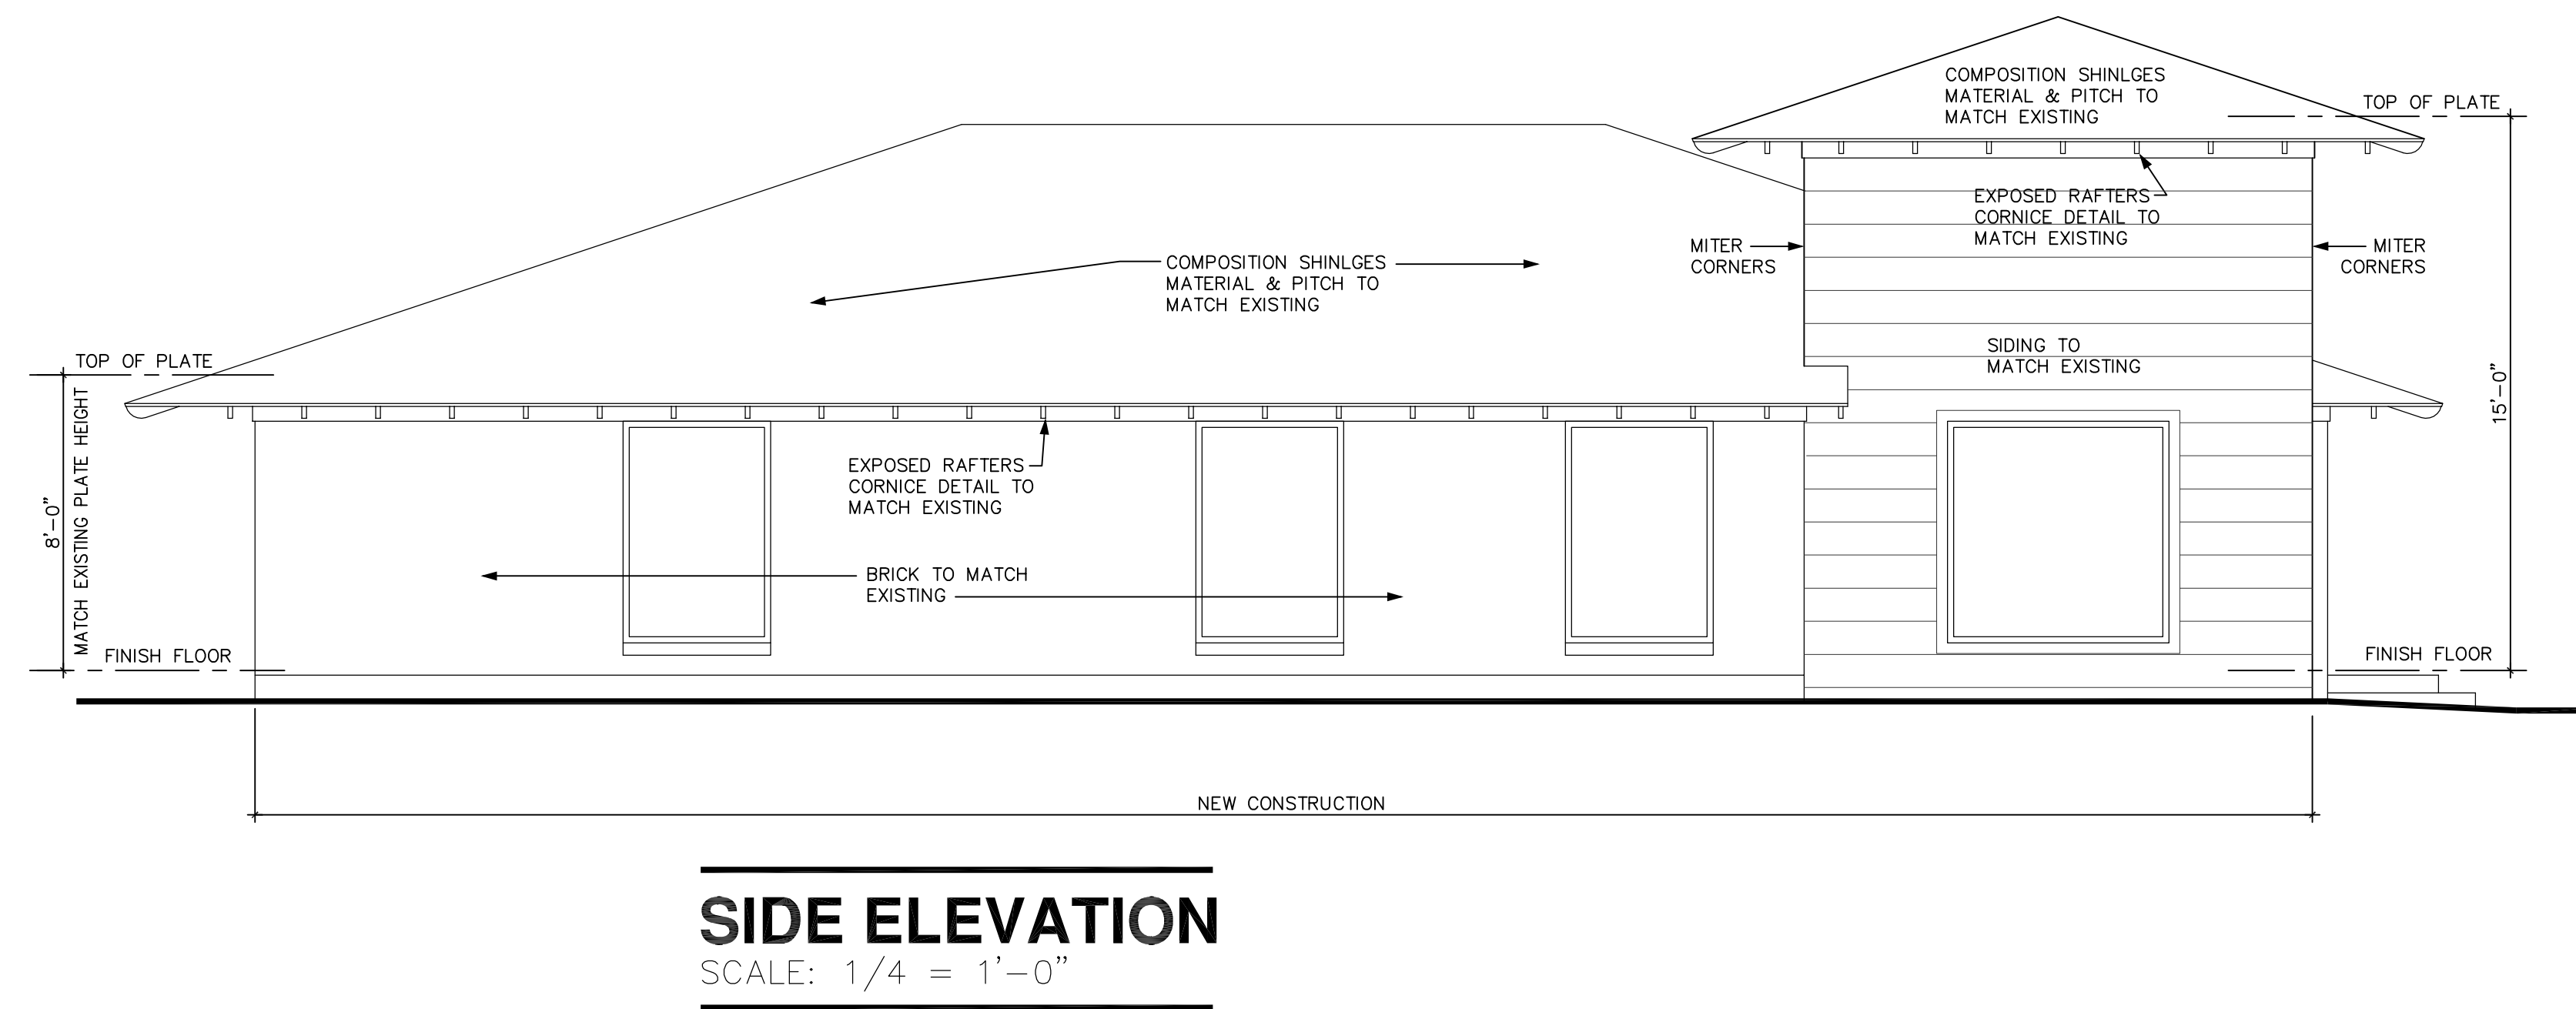 COMPOSITION SHINLGES
MATERIAL & PITCH TO
MATCH EXISTING
TOP OF PLATE
EXPOSED RAFTERS
CORNICE DETAIL TO
MATCH EXISTING
MITER
CORNERS
MITER
CORNERS
COMPOSITION SHINLGES
MATERIAL & PITCH TO
MATCH EXISTING
SIDING TO
MATCH EXISTING
TOP OF PLATE
8'-0"
MATCH EXISTING PLATE HEIGHT
15'-0"
EXPOSED RAFTERS
CORNICE DETAIL TO
MATCH EXISTING
BRICK TO MATCH
EXISTING
FINISH FLOOR
FINISH FLOOR
NEW CONSTRUCTION
SIDE ELEVATION
SCALE: 1/4 = 1'-0"